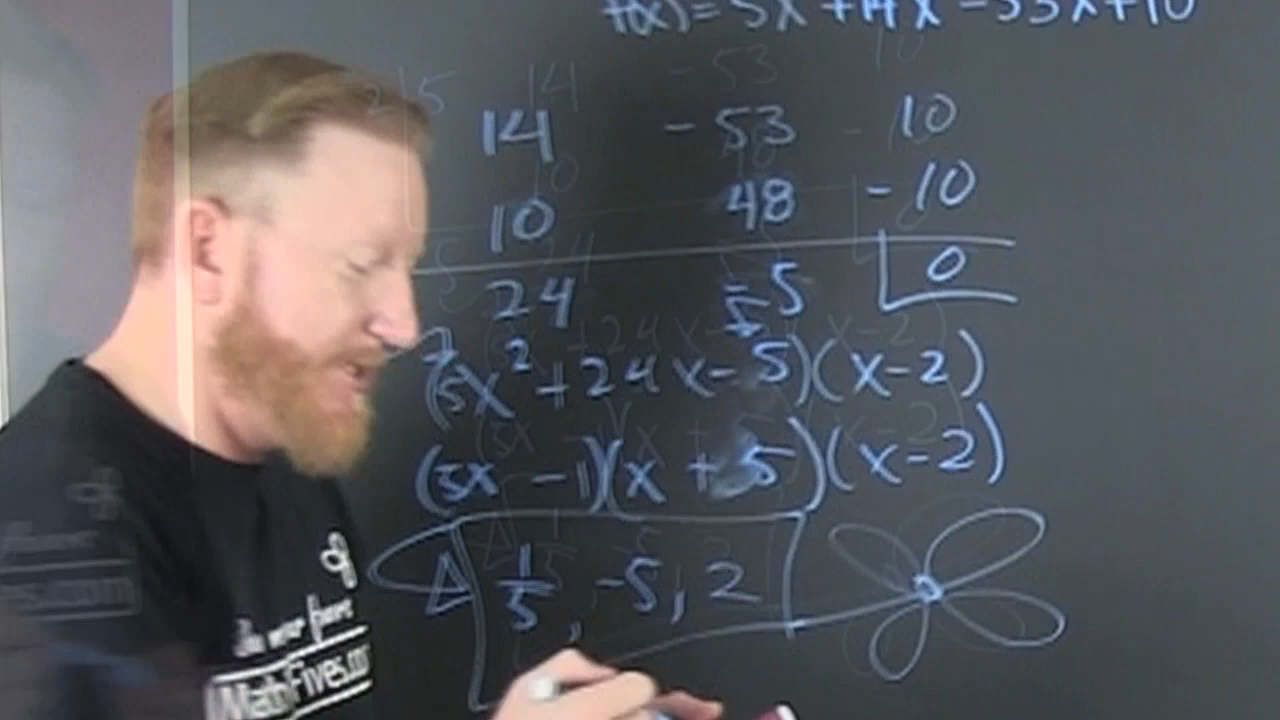 f(x) = 5x + 14x - 53x + 10
14 - 53 10
10 48 - 10
24 - 5 0
(5x² + 24x - 5)(x - 2)
(5x - 1)(x + 5)(x - 2)
1/5, -5, 2
MathFives.co